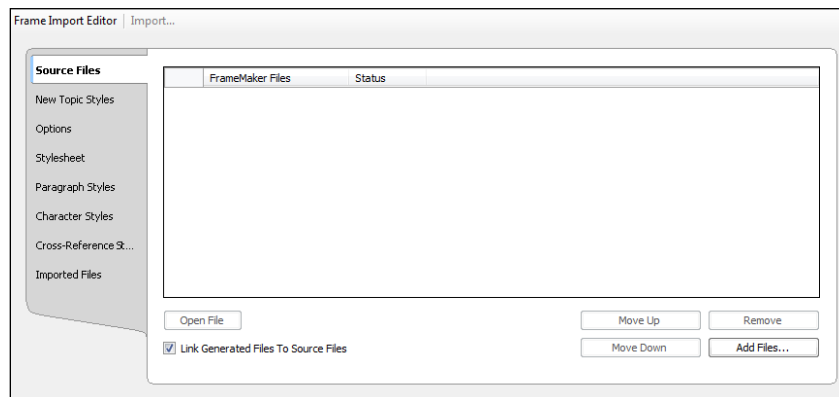 Frame Import Editor | Import...
Source Files
New Topic Styles
Options
Stylesheet
Paragraph Styles
Character Styles
Cross-Reference St...
Imported Files
FrameMaker Files Status
Open File Move Up Remove
Link Generated Files To Source Files Move Down Add Files...